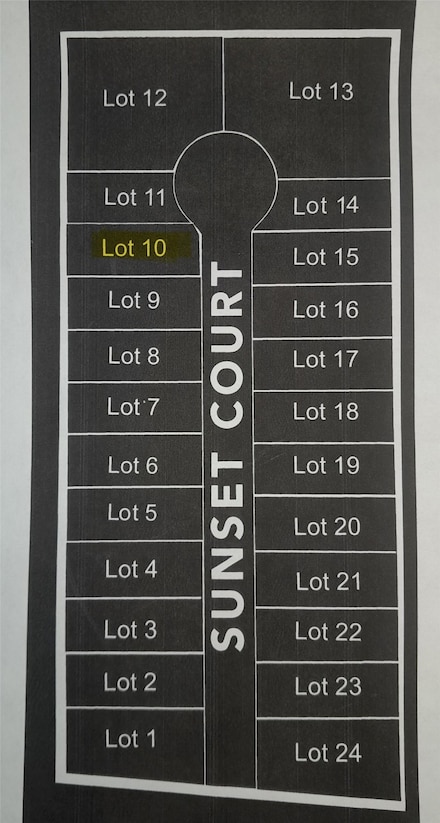 Lot 12
Lot 13
Lot 11
Lot 14
Lot 10
Lot 15
Lot 9
Lot 16
Lot 8
Lot 17
Lot 7
Lot 18
Lot 6
Lot 19
Lot 5
Lot 20
Lot 4
Lot 21
Lot 3
Lot 22
Lot 2
Lot 23
Lot 1
Lot 24
SUNSET COURT